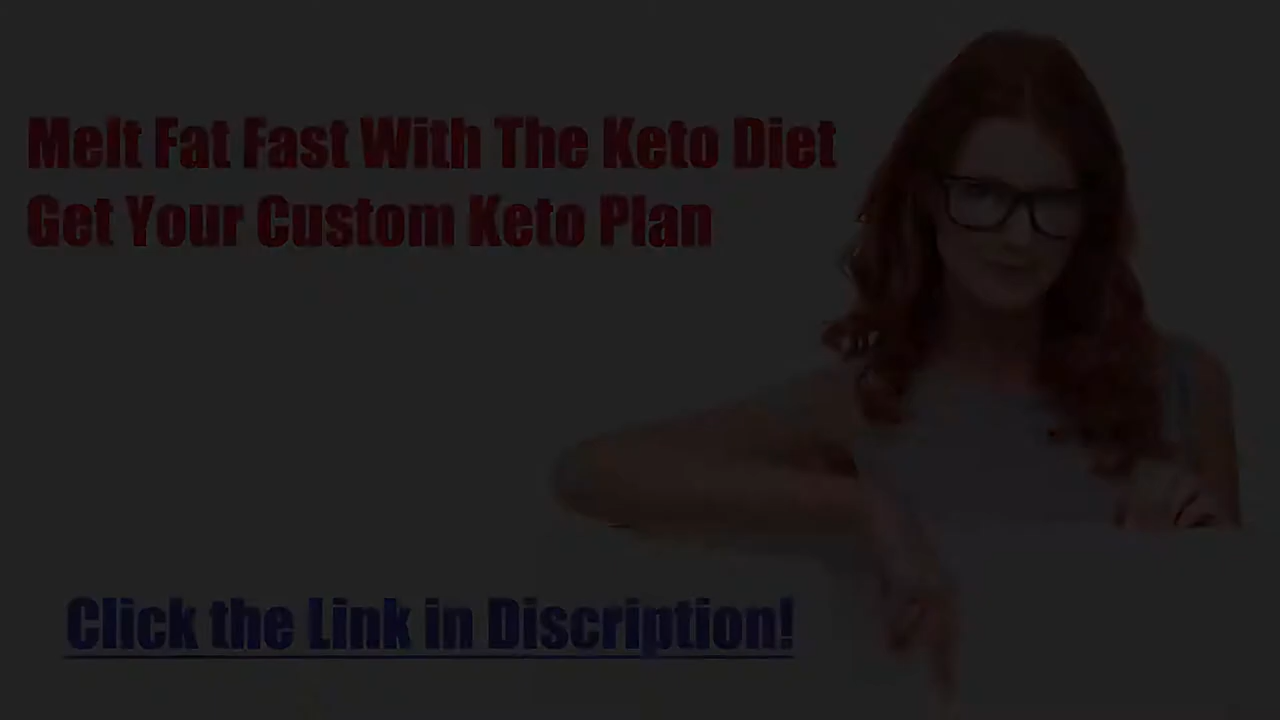 Melt Fat Fast With The Keto Diet
Get Your Custom Keto Plan
Click the Link in Discription!